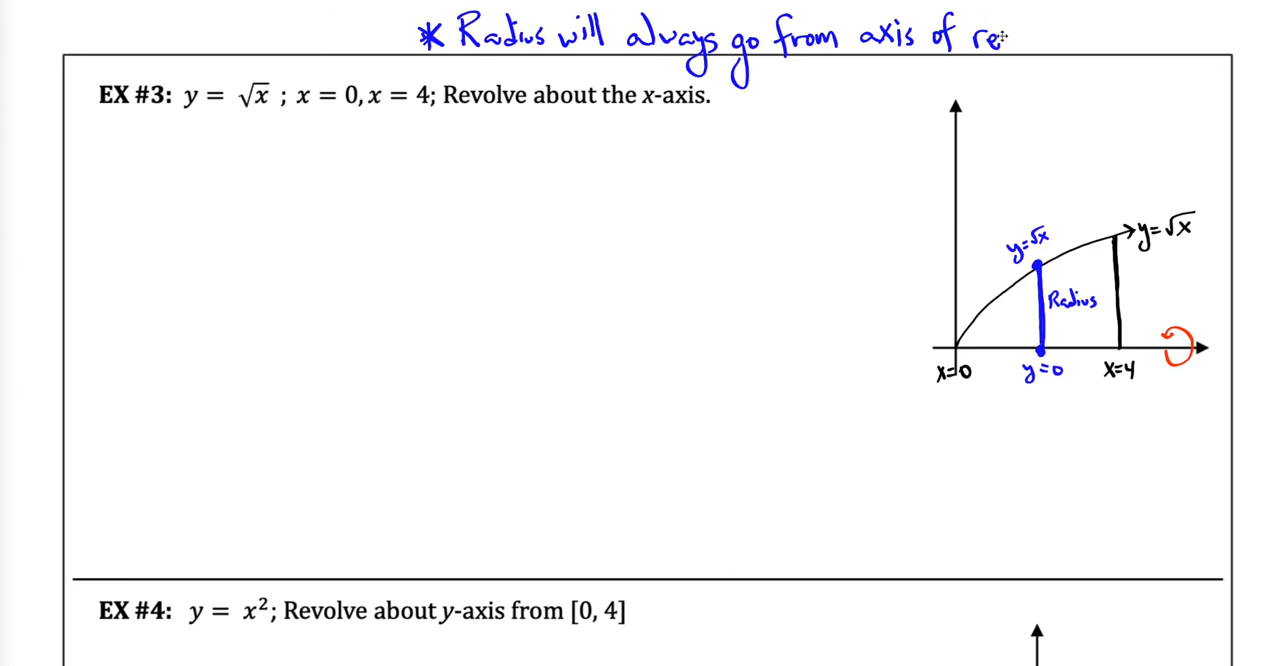 * Radius will always go from axis of re
EX #3: y = √x ; x = 0, x = 4; Revolve about the x-axis.
y=√x
y=√x
Radius
x=0
y=0
x=4
EX #4: y = x²; Revolve about y-axis from [0, 4]